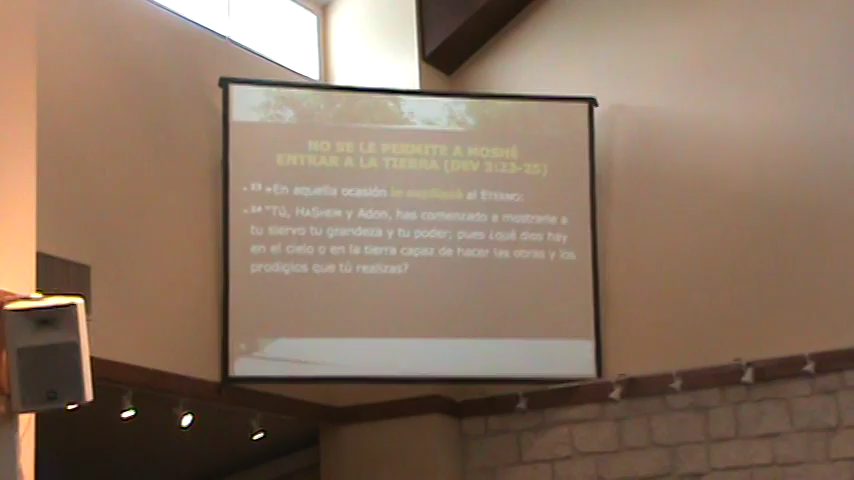 NO SE LE PERMITE A MOSHÉ
ENTRAR A LA TIERRA (DEV 3:23-25)
23 «En aquella ocasión le supliqué al Eterno:
24 "Tú, HaShem y Adon, has comenzado a mostrarle a
tu siervo tu grandeza y tu poder; pues ¿qué dios hay
en el cielo o en la tierra capaz de hacer las obras y los
prodigios que tú realizas?